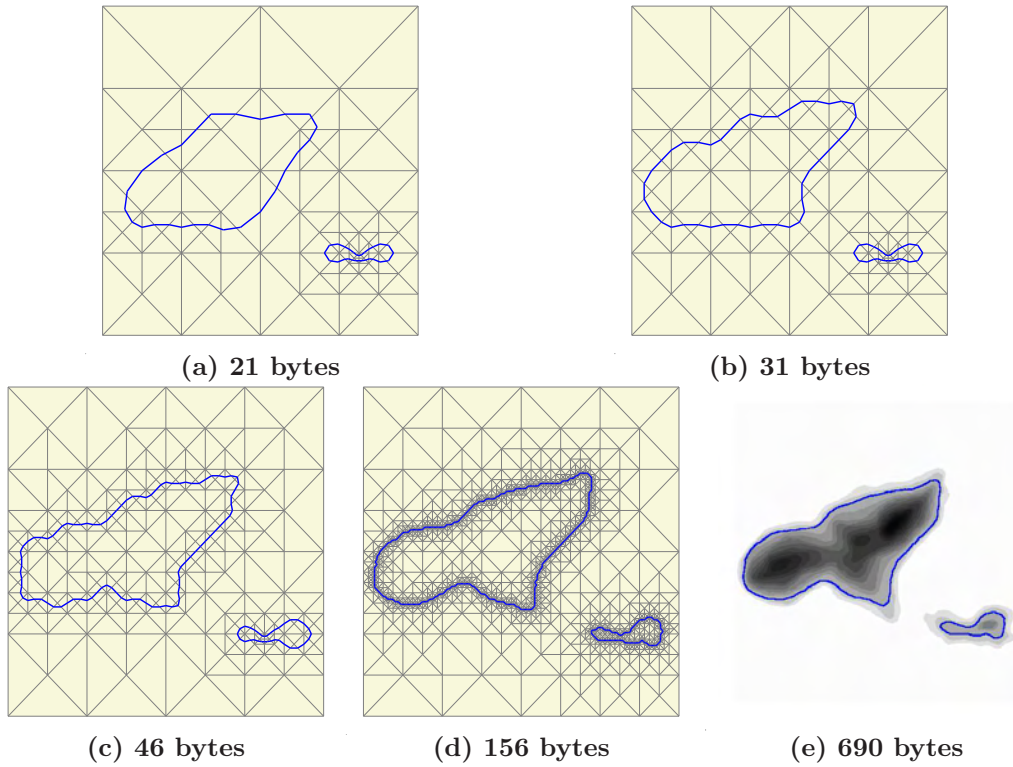 (a) 21 bytes
(b) 31 bytes
(c) 46 bytes
(d) 156 bytes
(e) 690 bytes